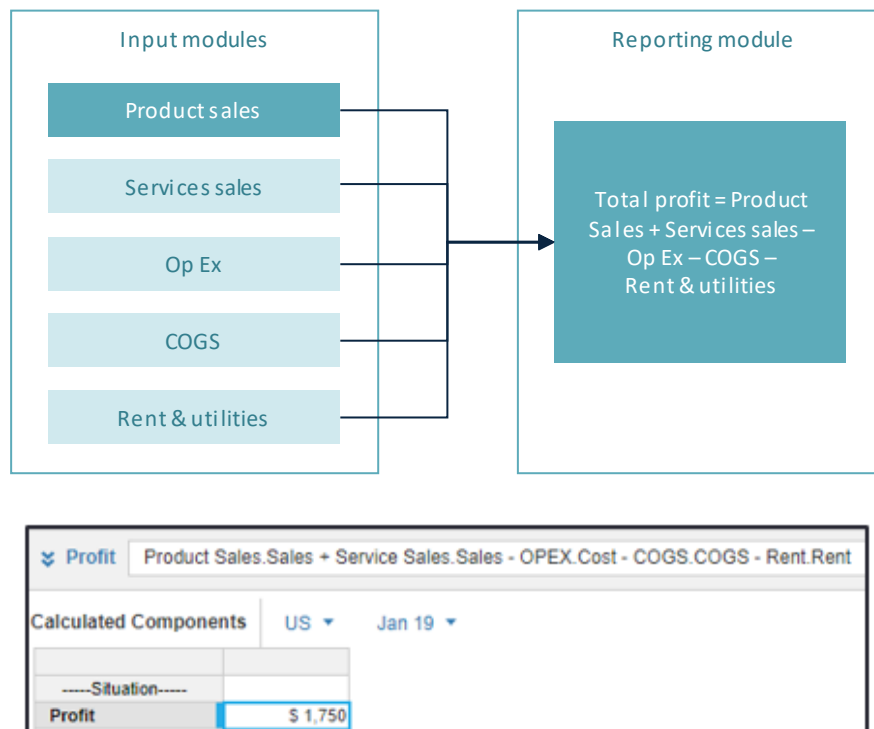 Input modules
Reporting module
Product sales
Services sales
Op Ex
COGS
Rent & utilities
Total profit = Product
Sales + Services sales –
Op Ex – COGS –
Rent & utilities
Profit Product Sales.Sales + Service Sales.Sales - OPEX.Cost - COGS.COGS - Rent.Rent
Calculated Components US Jan 19
-----Situation-----
Profit $ 1,750